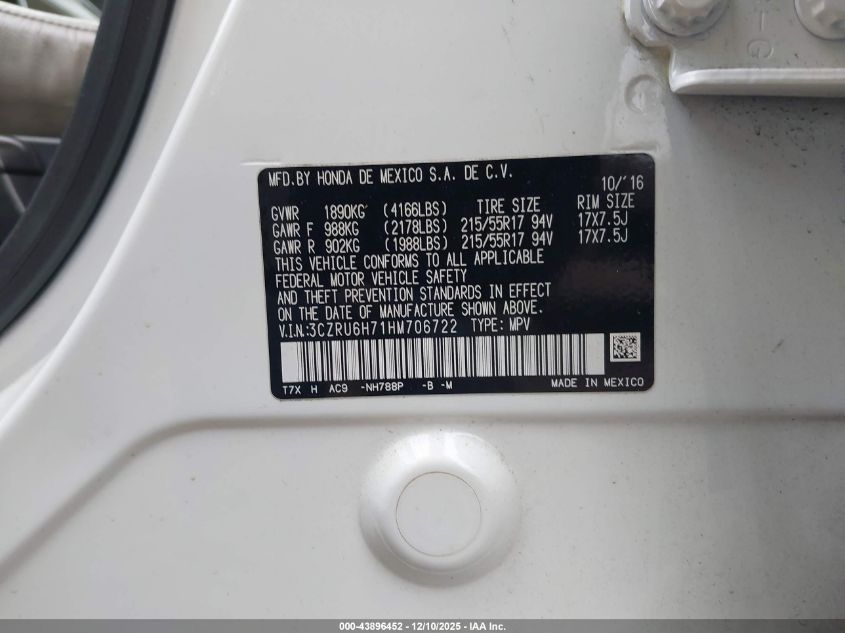 MFD.BY HONDA DE MEXICO S.A. DE C.V. 10/'16
GVWR 1890KG (4166LBS) TIRE SIZE RIM SIZE
GAWR F 988KG (2178LBS) 215/55R17 94V 17X7.5J
GAWR R 902KG (1988LBS) 215/55R17 94V 17X7.5J
THIS VEHICLE CONFORMS TO ALL APPLICABLE
FEDERAL MOTOR VEHICLE SAFETY
AND THEFT PREVENTION STANDARDS IN EFFECT
ON THE DATE OF MANUFACTURE SHOWN ABOVE.
V.I.N:3CZRU6H71HM706722 TYPE: MPV
T7X H AC9 -NH788P -B -M MADE IN MEXICO
000-43896452 - 12/10/2025 - IAA Inc.